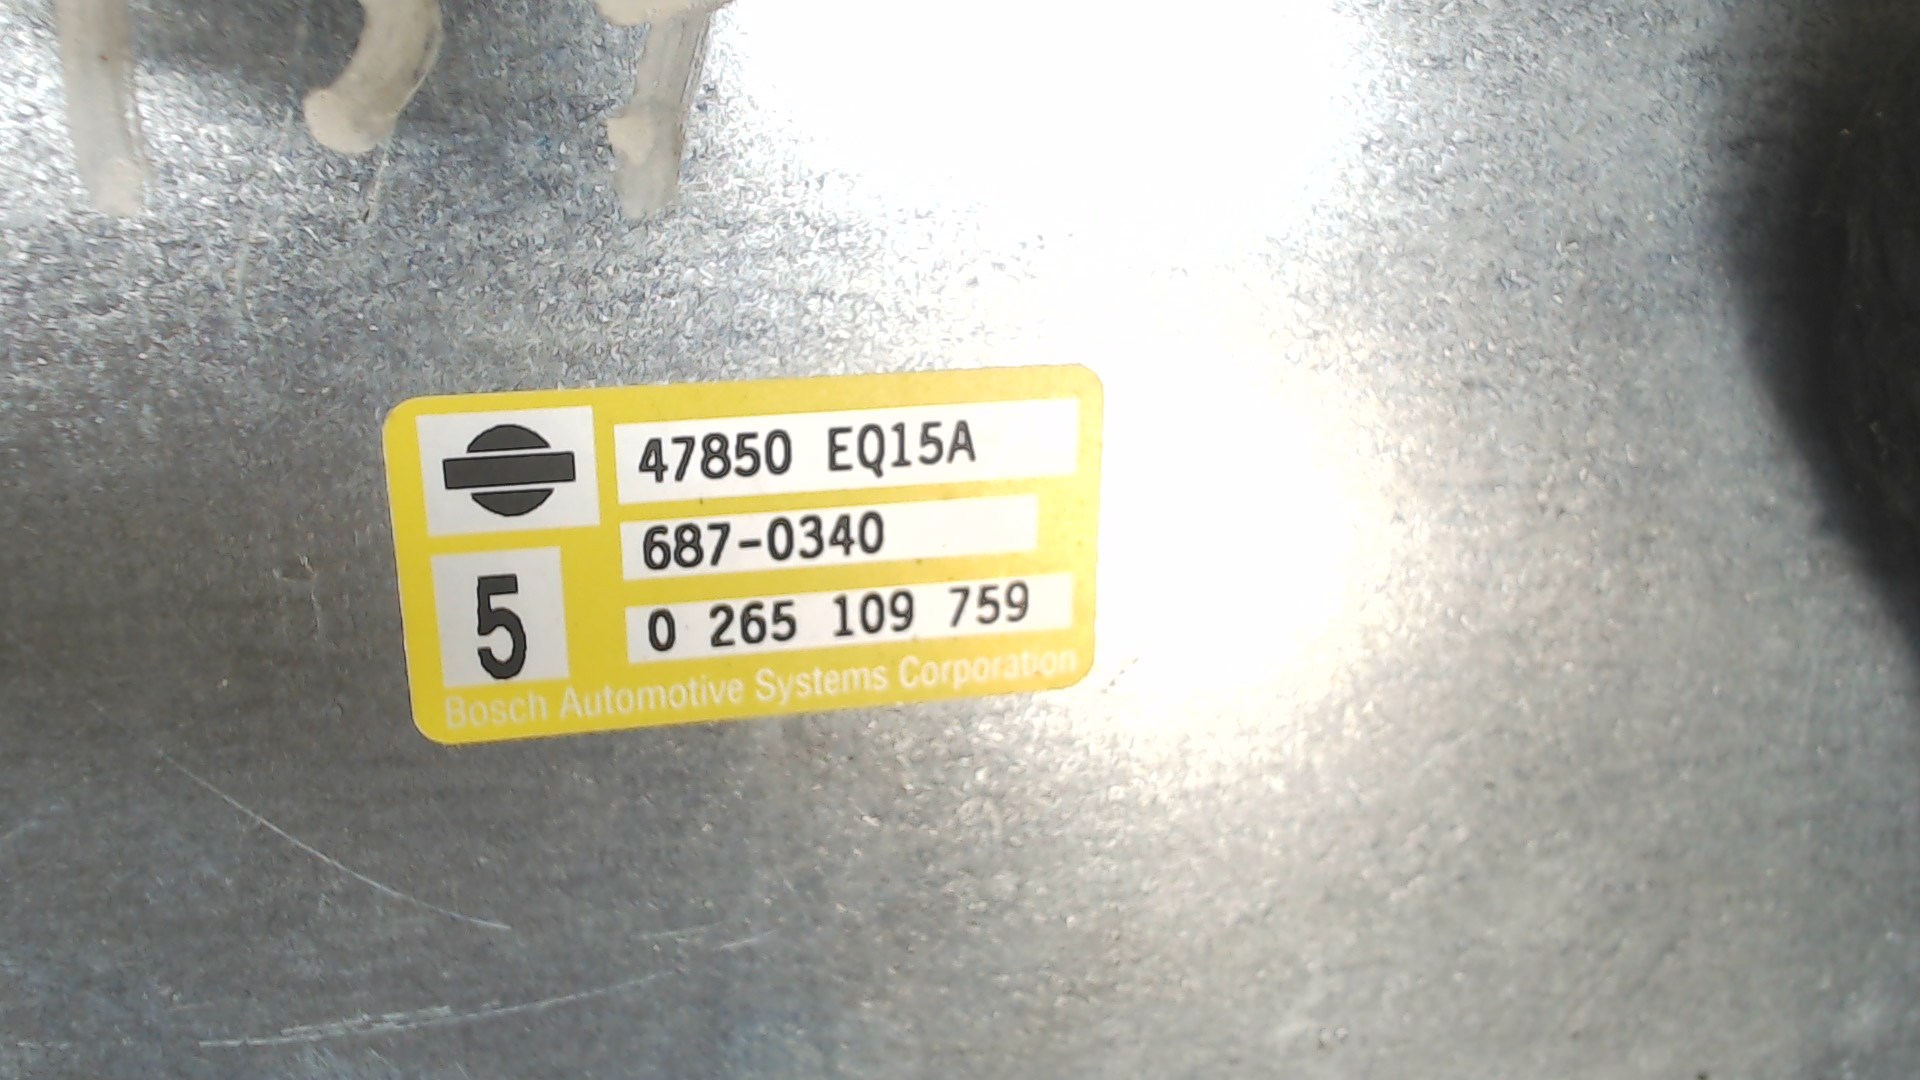 47850 EQ15A
687-0340
5
0 265 109 759
Bosch Automotive Systems Corporation